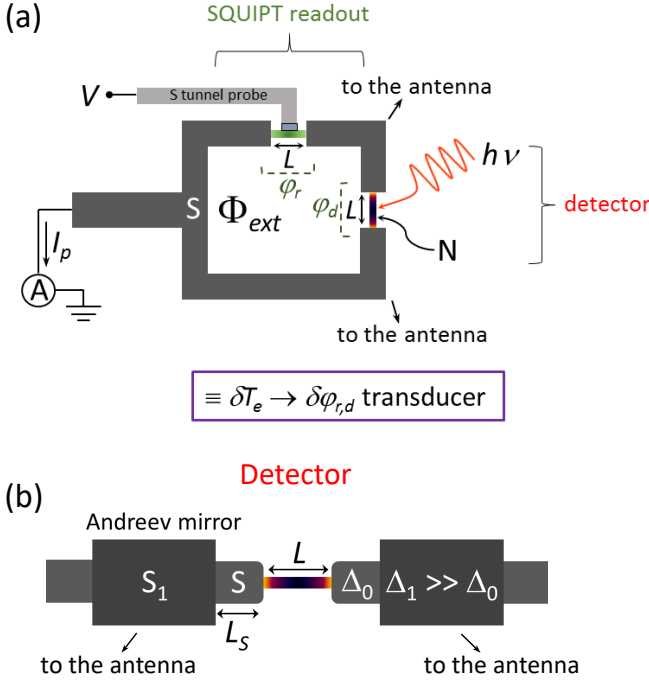 (a)
SQUIPT readout
to the antenna
V
S tunnel probe
L
φr
hν
S
Φext
φd
L
detector
N
Ip
A
to the antenna
≡ δTe → δφr,d transducer
Detector
(b)
Andreev mirror
L
S1
S
Δ0
Δ1 >> Δ0
LS
to the antenna
to the antenna